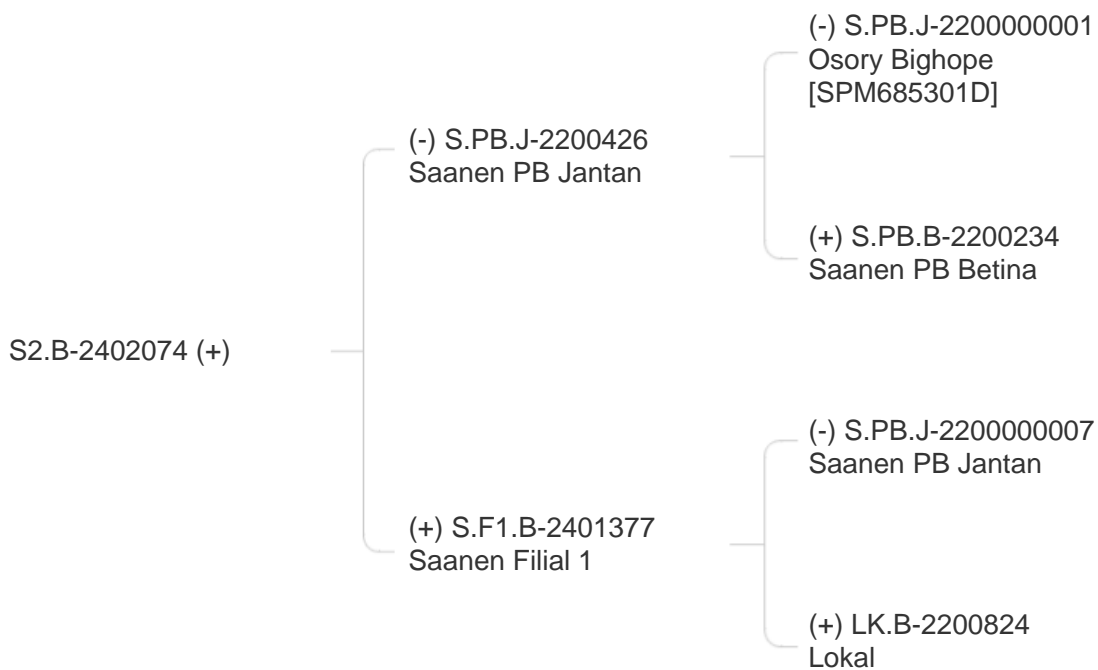 (-) S.PB.J-2200000001
Osory Bighope
[SPM685301D]
(-) S.PB.J-2200426
Saanen PB Jantan
(+) S.PB.B-2200234
Saanen PB Betina
S2.B-2402074 (+)
(-) S.PB.J-2200000007
Saanen PB Jantan
(+) S.F1.B-2401377
Saanen Filial 1
(+) LK.B-2200824
Lokal